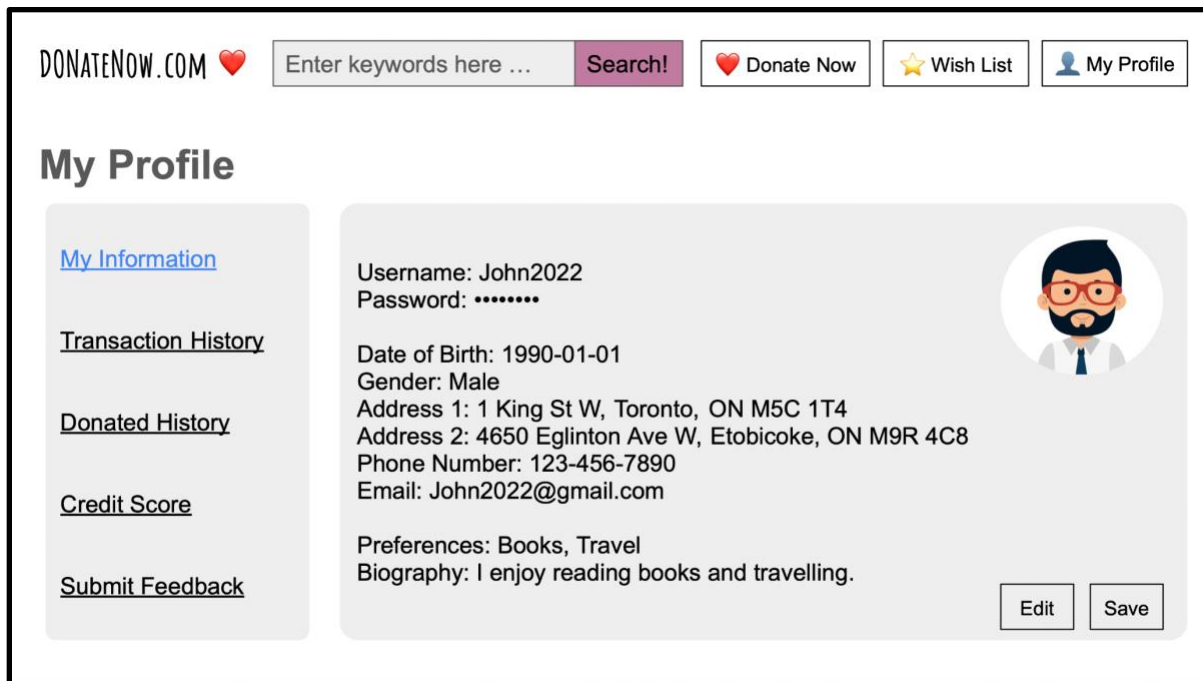 DONATENOW.COM ❤️
Enter keywords here ...
Search!
❤️ Donate Now
⭐ Wish List
👤 My Profile
My Profile
My Information
Transaction History
Donated History
Credit Score
Submit Feedback
Username: John2022
Password: ••••••••
Date of Birth: 1990-01-01
Gender: Male
Address 1: 1 King St W, Toronto, ON M5C 1T4
Address 2: 4650 Eglinton Ave W, Etobicoke, ON M9R 4C8
Phone Number: 123-456-7890
Email: John2022@gmail.com
Preferences: Books, Travel
Biography: I enjoy reading books and travelling.
Edit
Save